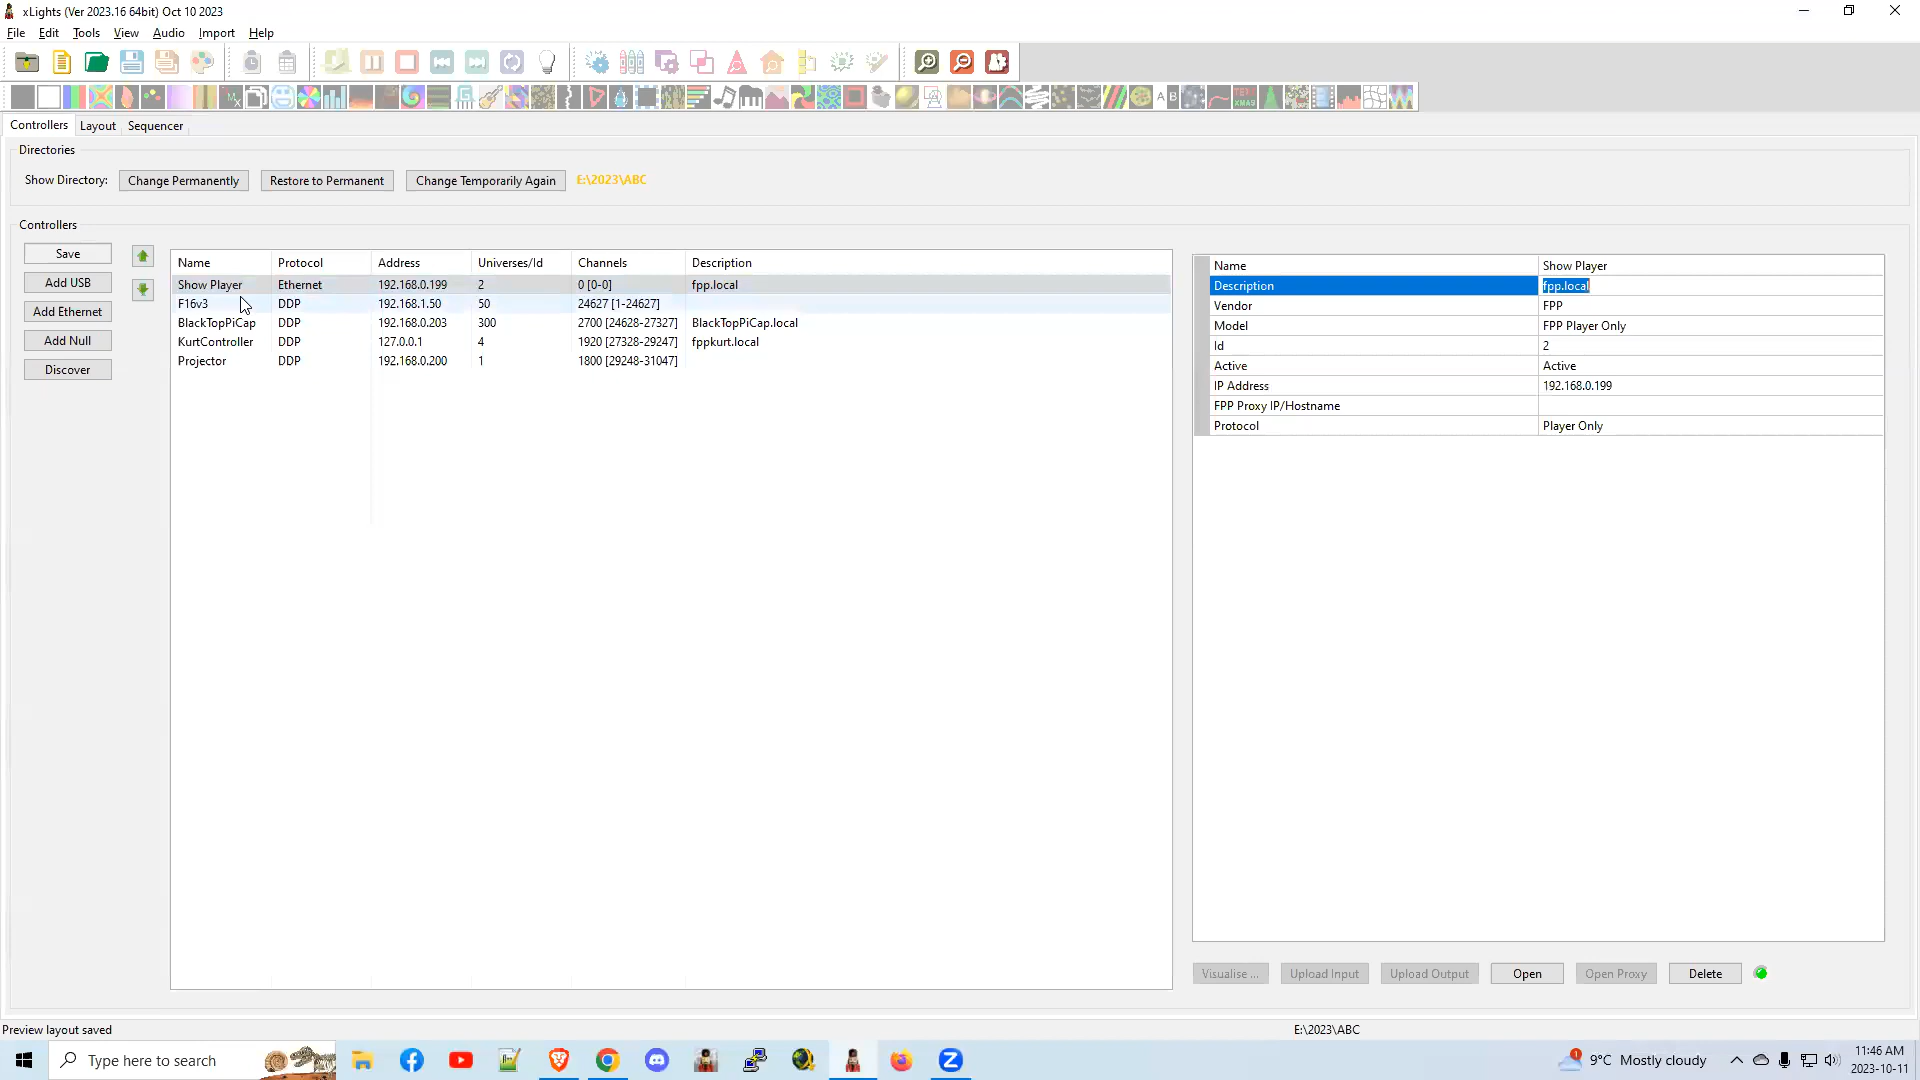 xLights (Ver 2023.16 64bit) Oct 10 2023
File Edit Tools View Audio Import Help
Controllers Layout Sequencer
Directories
Show Directory: Change Permanently Restore to Permanent Change Temporarily Again E:\2023\ABC
Controllers
Save
Add USB
Add Ethernet
Add Null
Discover
Name Protocol Address Universes/Id Channels Description
Show Player Ethernet 192.168.0.199 2 0 [0-0] fpp.local
F16v3 DDP 192.168.1.50 50 24627 [1-24627]
BlackTopPiCap DDP 192.168.0.203 300 2700 [24628-27327] BlackTopPiCap.local
KurtController DDP 127.0.0.1 4 1920 [27328-29247] fppkurt.local
Projector DDP 192.168.0.200 1 1800 [29248-31047]
Name Show Player
Description fpp.local
Vendor FPP
Model FPP Player Only
Id 2
Active Active
IP Address 192.168.0.199
FPP Proxy IP/Hostname
Protocol Player Only
Visualise ... Upload Input Upload Output Open Open Proxy Delete
Preview layout saved E:\2023\ABC
Type here to search
1 9°C Mostly cloudy
11:46 AM
2023-10-11